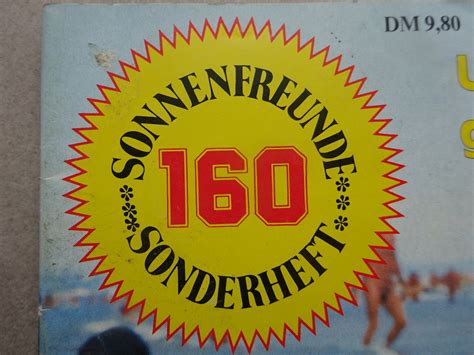 DM 9,80
SONNENFREUNDE
160
SONDERHEFT